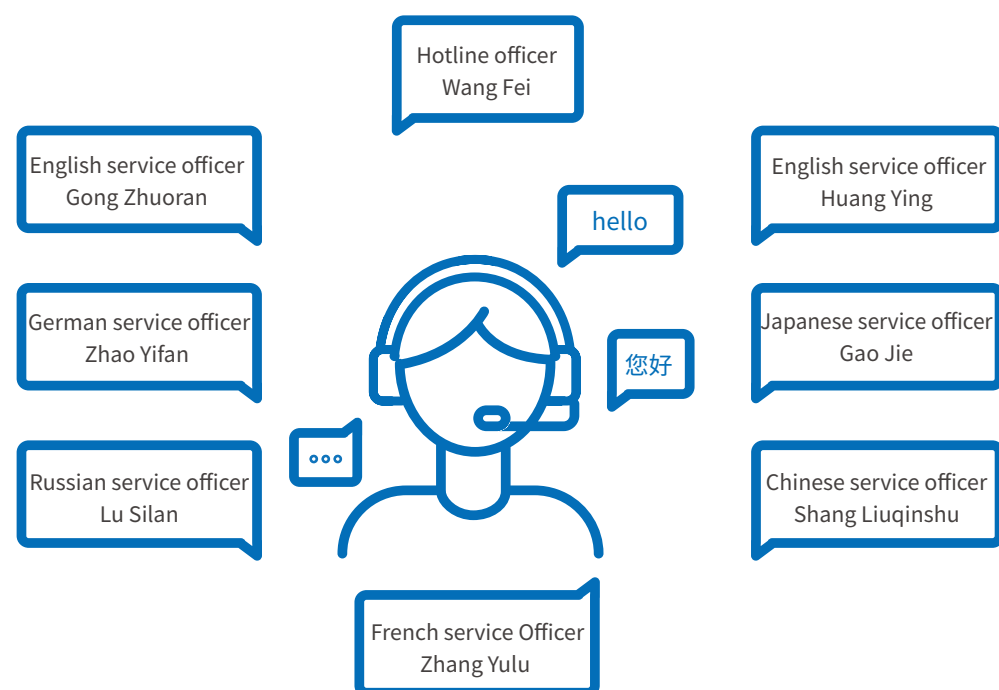 Hotline officer
Wang Fei
English service officer
Gong Zhuoran
English service officer
Huang Ying
hello
German service officer
Zhao Yifan
Japanese service officer
Gao Jie
您好
Russian service officer
Lu Silan
Chinese service officer
Shang Liuqinshu
French service Officer
Zhang Yulu